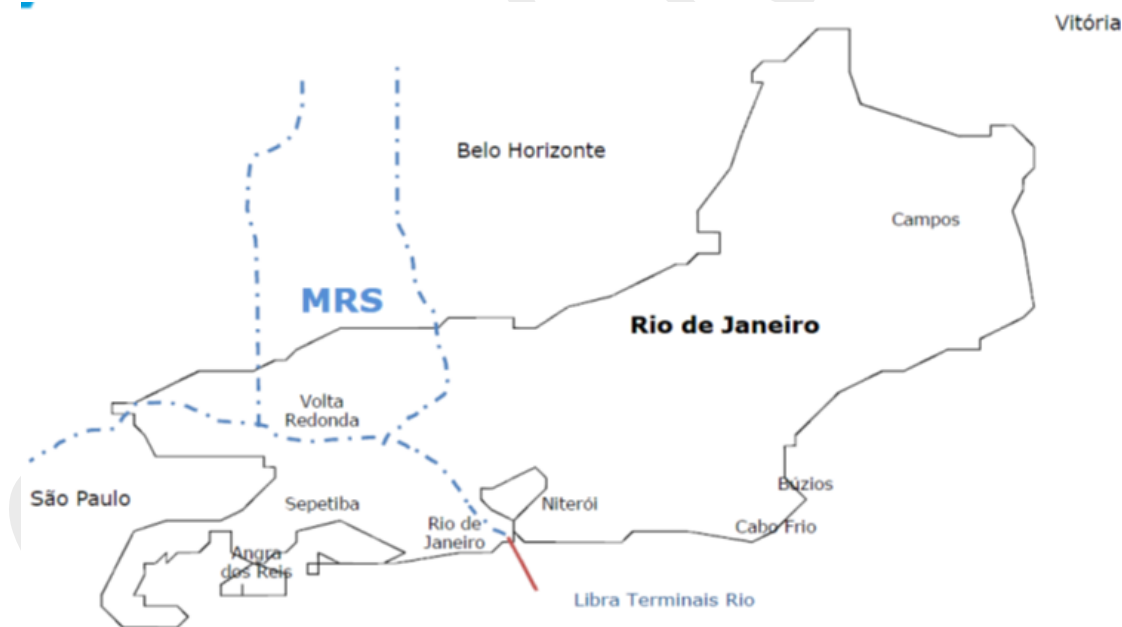 Vitória
Belo Horizonte
Campos
MRS
Rio de Janeiro
Volta
Redonda
São Paulo
Sepetiba
Niterói
Búzios
Rio de
Janeiro
Cabo Frio
Angra
dos Reis
Libra Terminais Rio